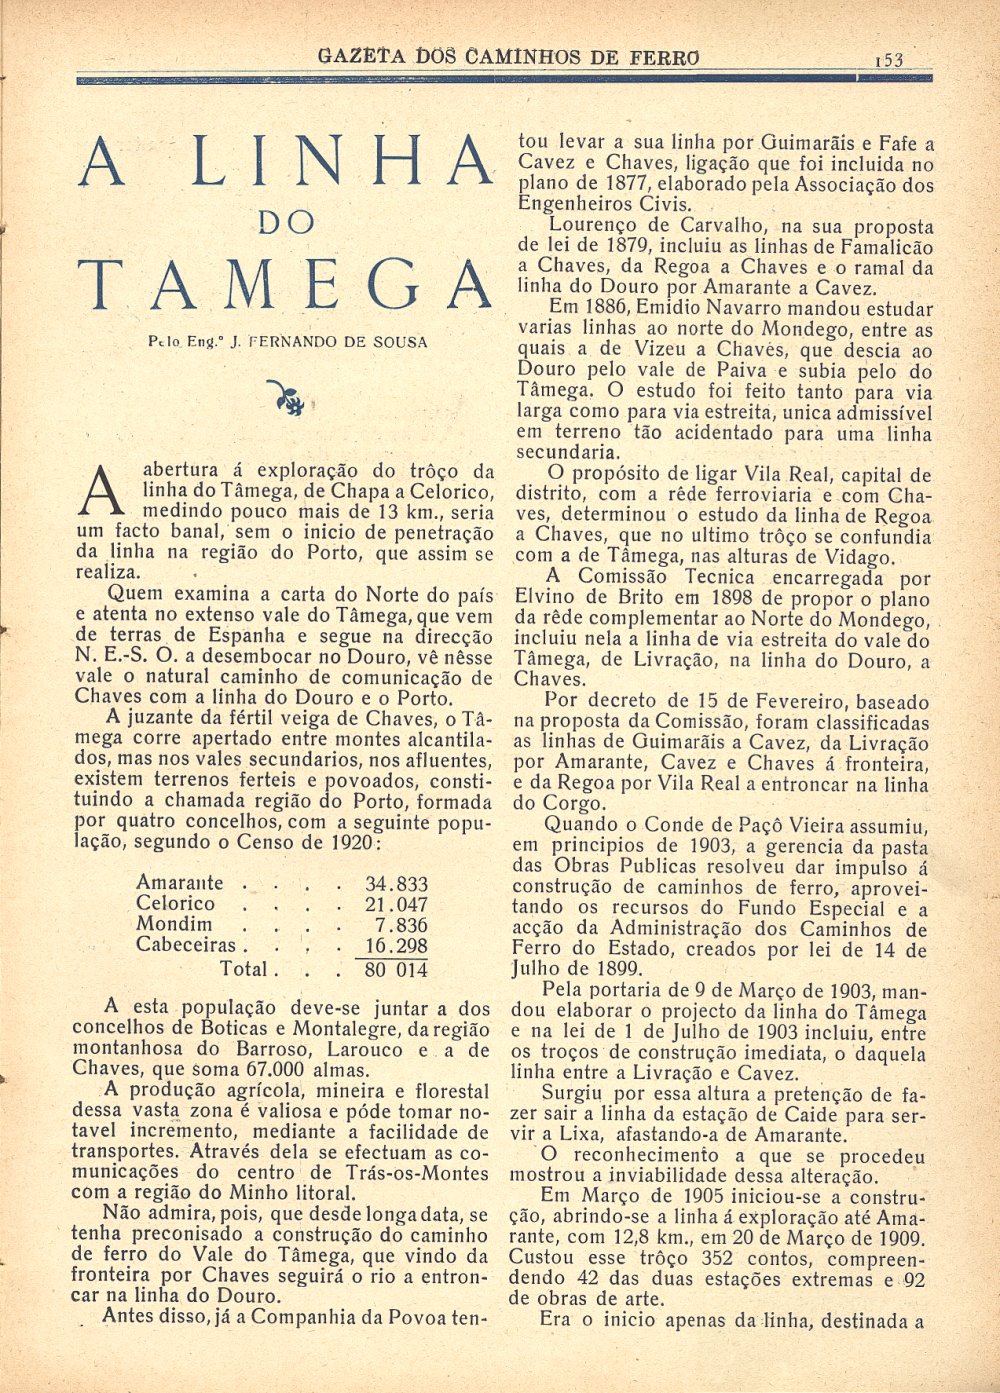 GAZETA DOS CAMINHOS DE FERRO
153
A LINHA
DO
TAMEGA
Pelo Eng.º J. FERNANDO DE SOUSA
A abertura á exploração do trôço da
linha do Tâmega, de Chapa a Celorico,
medindo pouco mais de 13 km., seria
um facto banal, sem o inicio de penetração
da linha na região do Porto, que assim se
realiza.
Quem examina a carta do Norte do país
e atenta no extenso vale do Tâmega, que vem
de terras de Espanha e segue na direcção
N. E.-S. O. a desembocar no Douro, vê nêsse
vale o natural caminho de comunicação de
Chaves com a linha do Douro e o Porto.
A juzante da fértil veiga de Chaves, o Tâ-
mega corre apertado entre montes alcantila-
dos, mas nos vales secundarios, nos afluentes,
existem terrenos ferteis e povoados, consti-
tuindo a chamada região do Porto, formada
por quatro concelhos, com a seguinte popu-
lação, segundo o Censo de 1920:
Amarante . . . . 34.833
Celorico . . . . 21.047
Mondim . . . . 7.836
Cabeceiras . . . . 16.298
Total . . . 80 014
A esta população deve-se juntar a dos
concelhos de Boticas e Montalegre, da região
montanhosa do Barroso, Larouco e a de
Chaves, que soma 67.000 almas.
A produção agrícola, mineira e florestal
dessa vasta zona é valiosa e póde tomar no-
tavel incremento, mediante a facilidade de
transportes. Através dela se efectuam as co-
municações do centro de Trás-os-Montes
com a região do Minho litoral.
Não admira, pois, que desde longa data, se
tenha preconisado a construção do caminho
de ferro do Vale do Tâmega, que vindo da
fronteira por Chaves seguirá o rio a entron-
car na linha do Douro.
Antes disso, já a Companhia da Povoa ten-
tou levar a sua linha por Guimarãis e Fafe a
Cavez e Chaves, ligação que foi incluida no
plano de 1877, elaborado pela Associação dos
Engenheiros Civis.
Lourenço de Carvalho, na sua proposta
de lei de 1879, incluiu as linhas de Famalicão
a Chaves, da Regoa a Chaves e o ramal da
linha do Douro por Amarante a Cavez.
Em 1886, Emidio Navarro mandou estudar
varias linhas ao norte do Mondego, entre as
quais a de Vizeu a Chaves, que descia ao
Douro pelo vale de Paiva e subia pelo do
Tâmega. O estudo foi feito tanto para via
larga como para via estreita, unica admissível
em terreno tão acidentado para uma linha
secundaria.
O propósito de ligar Vila Real, capital de
distrito, com a rêde ferroviaria e com Cha-
ves, determinou o estudo da linha de Regoa
a Chaves, que no ultimo trôço se confundia
com a de Tâmega, nas alturas de Vidago.
A Comissão Tecnica encarregada por
Elvino de Brito em 1898 de propor o plano
da rêde complementar ao Norte do Mondego,
incluiu nela a linha de via estreita do vale do
Tâmega, de Livração, na linha do Douro, a
Chaves.
Por decreto de 15 de Fevereiro, baseado
na proposta da Comissão, foram classificadas
as linhas de Guimarãis a Cavez, da Livração
por Amarante, Cavez e Chaves á fronteira,
e da Regoa por Vila Real a entroncar na linha
do Corgo.
Quando o Conde de Paçô Vieira assumiu,
em principios de 1903, a gerencia da pasta
das Obras Publicas resolveu dar impulso á
construção de caminhos de ferro, aprovei-
tando os recursos do Fundo Especial e a
acção da Administração dos Caminhos de
Ferro do Estado, creados por lei de 14 de
Julho de 1899.
Pela portaria de 9 de Março de 1903, man-
dou elaborar o projecto da linha do Tâmega
e na lei de 1 de Julho de 1903 incluiu, entre
os troços de construção imediata, o daquela
linha entre a Livração e Cavez.
Surgiu por essa altura a pretenção de fa-
zer sair a linha da estação de Caide para ser-
vir a Lixa, afastando-a de Amarante.
O reconhecimento a que se procedeu
mostrou a inviabilidade dessa alteração.
Em Março de 1905 iniciou-se a constru-
ção, abrindo-se a linha á exploração até Ama-
rante, com 12,8 km., em 20 de Março de 1909.
Custou esse trôço 352 contos, compreen-
dendo 42 das duas estações extremas e 92
de obras de arte.
Era o inicio apenas da linha, destinada a